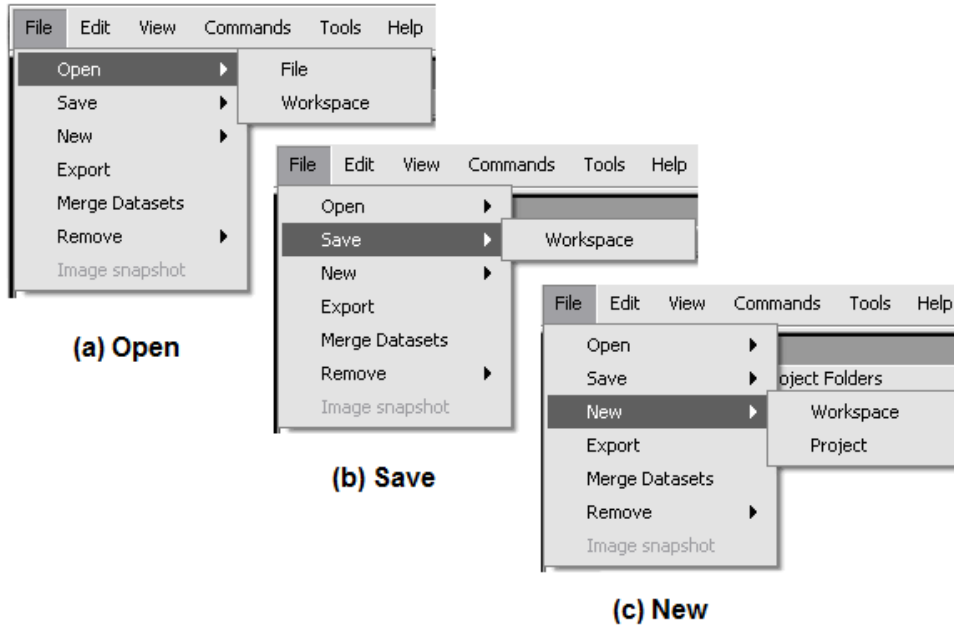 File Edit View Commands Tools Help
Open File
Save Workspace
New
Export
Merge Datasets
Remove
Image snapshot
(a) Open
File Edit View Commands Tools Help
Open
Save Workspace
New
Export
Merge Datasets
Remove
Image snapshot
(b) Save
File Edit View Commands Tools Help
Open
Save oject Folders
New Workspace
Export Project
Merge Datasets
Remove
Image snapshot
(c) New